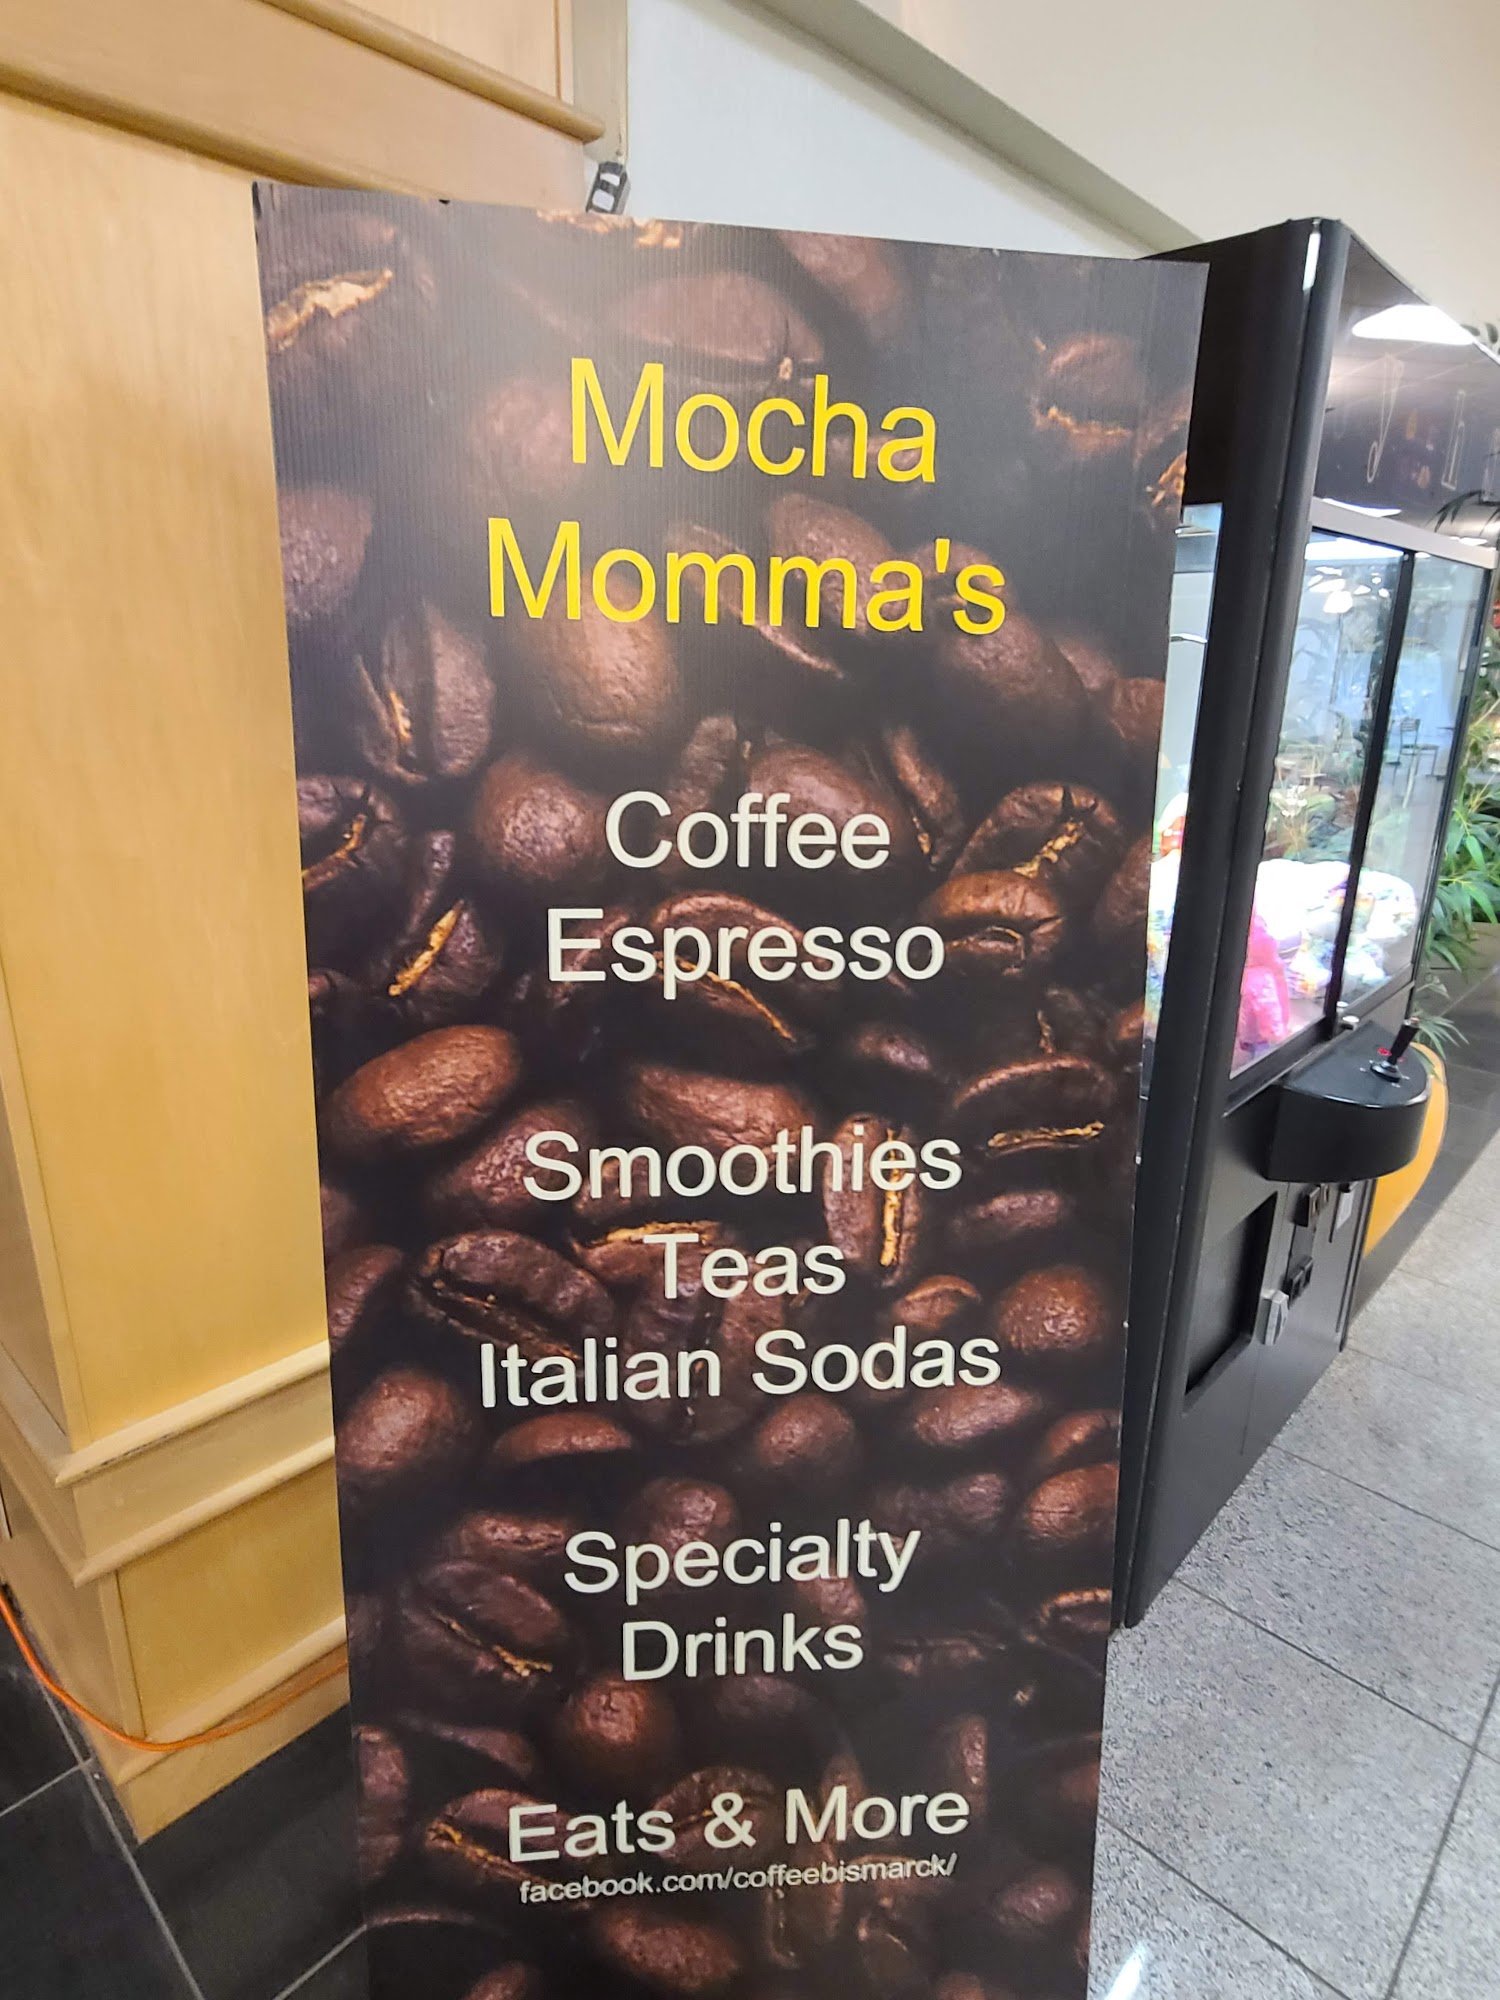 Mocha
Momma's
Coffee
Espresso
Smoothies
Teas
Italian Sodas
Specialty
Drinks
Eats & More
facebook.com/coffeebismarck/